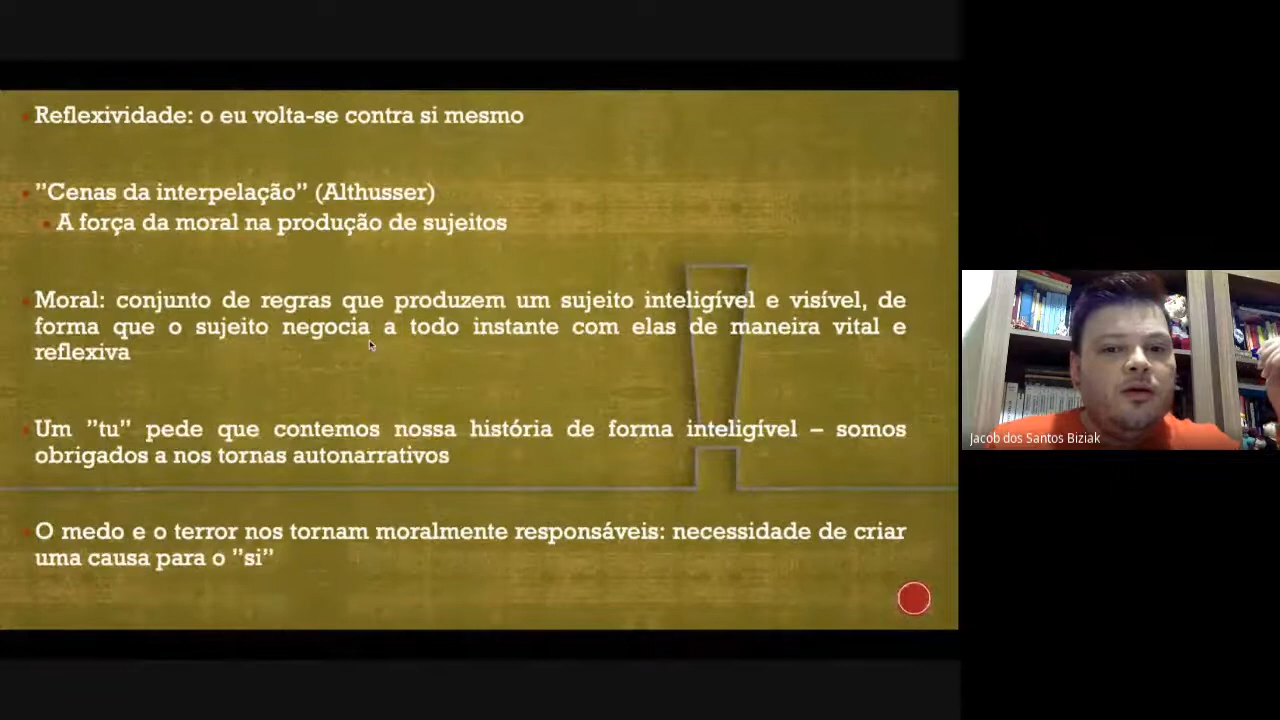 Reflexividade: o eu volta-se contra si mesmo
”Cenas da interpelação” (Althusser)
A força da moral na produção de sujeitos
Moral: conjunto de regras que produzem um sujeito inteligível e visível, de
forma que o sujeito negocia a todo instante com elas de maneira vital e
reflexiva
Um ”tu” pede que contemos nossa história de forma inteligível – somos
obrigados a nos tornas autonarrativos
O medo e o terror nos tornam moralmente responsáveis: necessidade de criar
uma causa para o ”si”
Jacob dos Santos Biziak